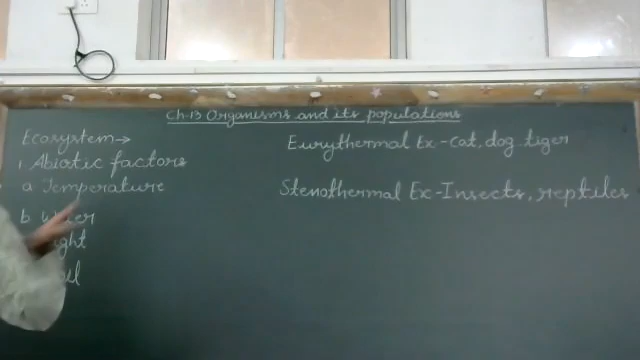 Ch-13 Organisms and its populations
Ecosystem→
1. Abiotic factors
a Temperature
b
Eurythermal Ex-Cat, dog, tiger
Stenothermal Ex-Insects, reptiles